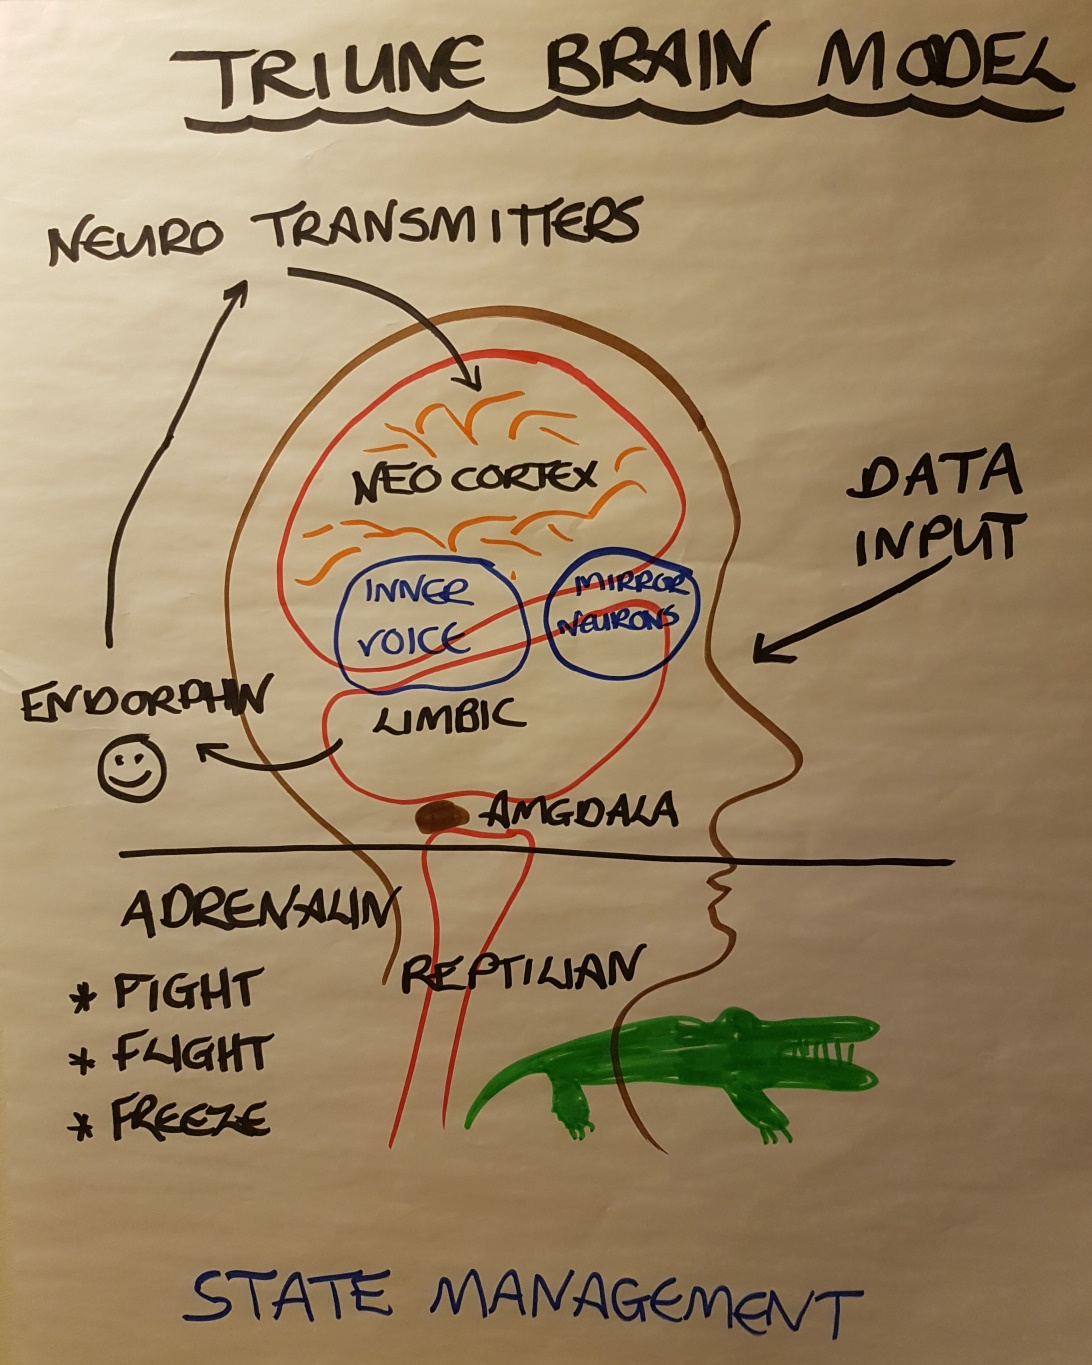 TRIUNE BRAIN MODEL
NEURO TRANSMITTERS
NEO CORTEX
DATA
INPUT
INNER
VOICE
MIRROR
NEURONS
ENDORPHIN
LIMBIC
AMGDALA
ADRENALIN
REPTILIAN
* FIGHT
* FLIGHT
* FREEZE
STATE MANAGEMENT